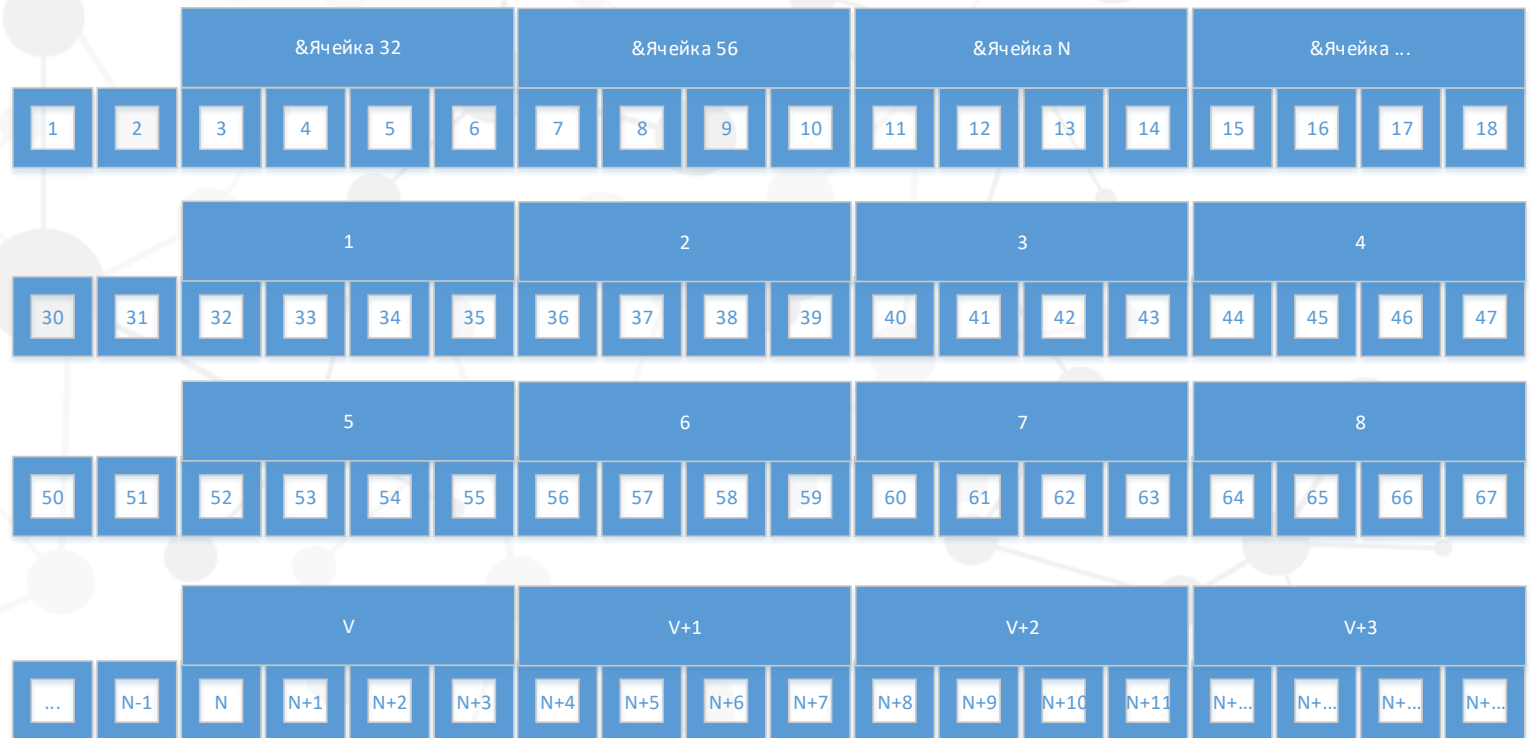 &Ячейка 32 &Ячейка 56 &Ячейка N &Ячейка ...
1 2 3 4 5 6 7 8 9 10 11 12 13 14 15 16 17 18
1 2 3 4
30 31 32 33 34 35 36 37 38 39 40 41 42 43 44 45 46 47
5 6 7 8
50 51 52 53 54 55 56 57 58 59 60 61 62 63 64 65 66 67
V V+1 V+2 V+3
... N-1 N N+1 N+2 N+3 N+4 N+5 N+6 N+7 N+8 N+9 N+10 N+11 N+... N+... N+... N+...